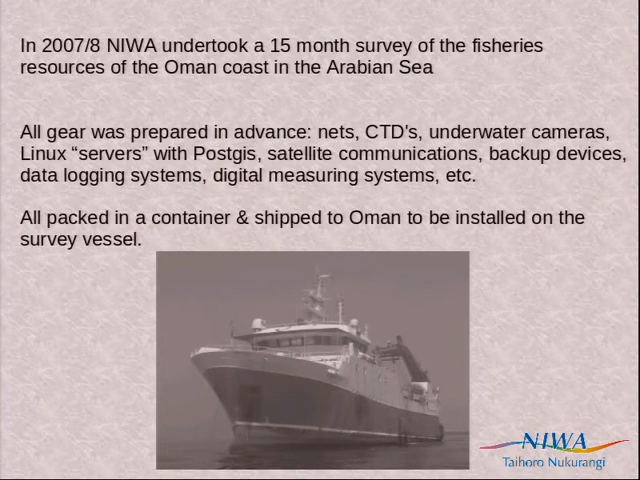 In 2007/8 NIWA undertook a 15 month survey of the fisheries
resources of the Oman coast in the Arabian Sea
All gear was prepared in advance: nets, CTD's, underwater cameras,
Linux “servers” with Postgis, satellite communications, backup devices,
data logging systems, digital measuring systems, etc.
All packed in a container & shipped to Oman to be installed on the
survey vessel.
NIWA
Taihoro Nukurangi